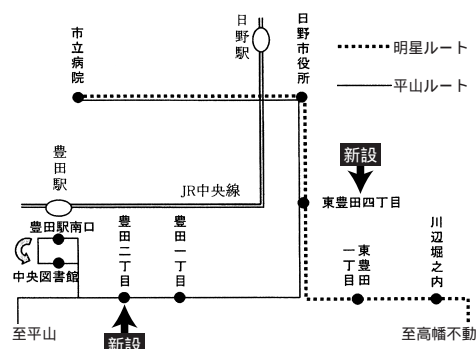 市立病院
日野駅
日野市役所
明星ルート
平山ルート
新設
豊田駅
JR中央線
東豊田四丁目
豊田駅南口
中央図書館
豊田二丁目
豊田一丁目
東豊田
一丁目
川辺堀之内
至平山
新設
至高幡不動